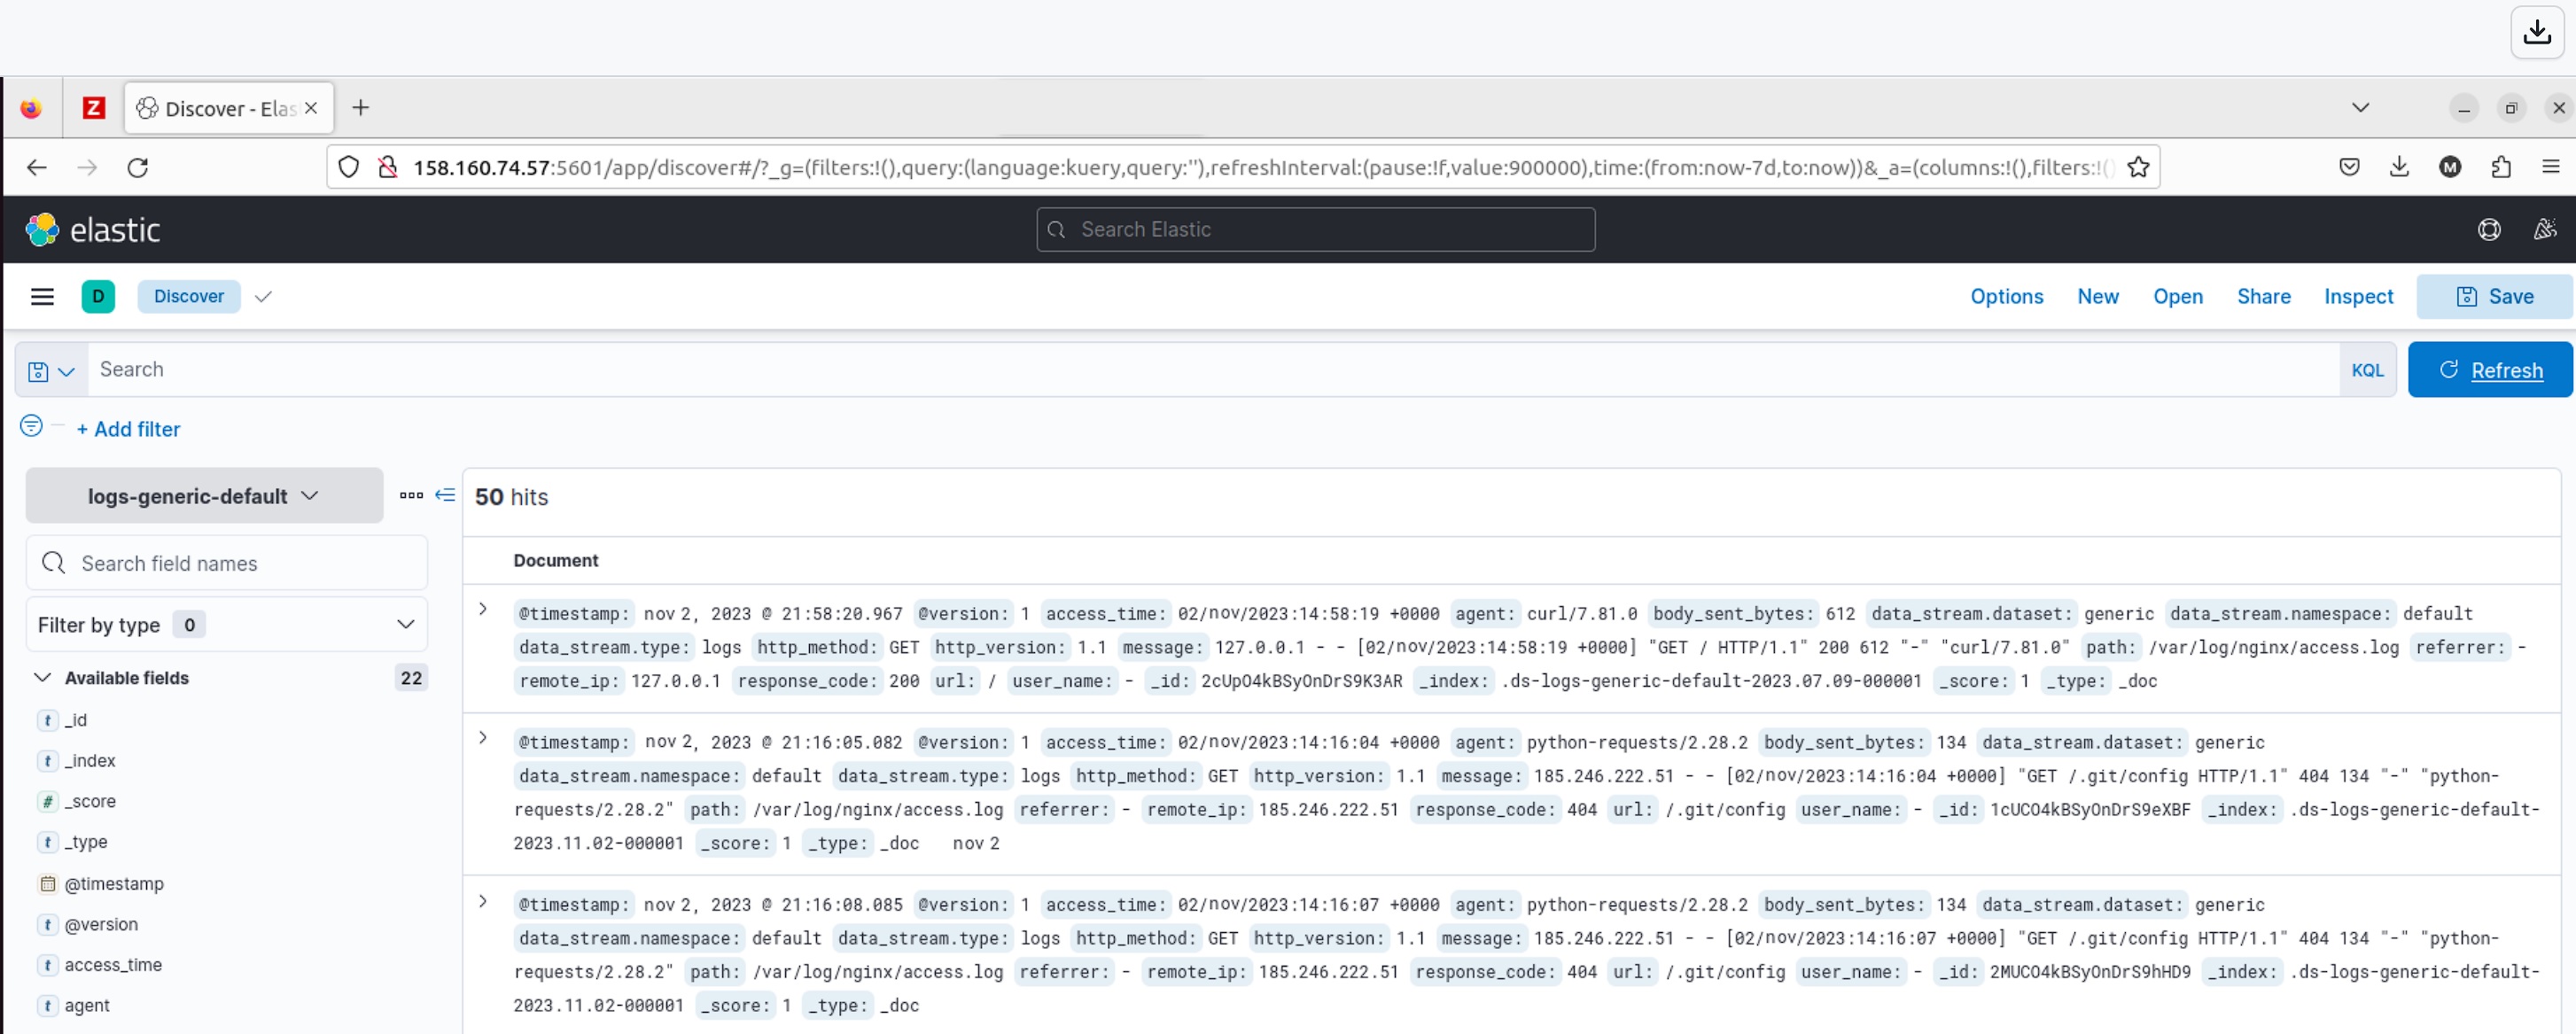 Z Discover - Elas
158.160.74.57:5601/app/discover#/?_g=(filters:!(),query:(language:kuery,query:''),refreshInterval:(pause:!f,value:900000),time:(from:now-7d,to:now))&_a=(columns:!(),filters:!() M
elastic Search Elastic
D Discover Options New Open Share Inspect Save
Search KQL Refresh
+ Add filter
logs-generic-default
Search field names
Filter by type 0
Available fields 22
t _id
t _index
# _score
t _type
@timestamp
t @version
t access_time
t agent
50 hits
Document
@timestamp: nov 2, 2023 @ 21:58:20.967 @version: 1 access_time: 02/nov/2023:14:58:19 +0000 agent: curl/7.81.0 body_sent_bytes: 612 data_stream.dataset: generic data_stream.namespace: default
data_stream.type: logs http_method: GET http_version: 1.1 message: 127.0.0.1 - - [02/nov/2023:14:58:19 +0000] "GET / HTTP/1.1" 200 612 "-" "curl/7.81.0" path: /var/log/nginx/access.log referrer: -
remote_ip: 127.0.0.1 response_code: 200 url: / user_name: - _id: 2cUpO4kBSyOnDrS9K3AR _index: .ds-logs-generic-default-2023.07.09-000001 _score: 1 _type: _doc
@timestamp: nov 2, 2023 @ 21:16:05.082 @version: 1 access_time: 02/nov/2023:14:16:04 +0000 agent: python-requests/2.28.2 body_sent_bytes: 134 data_stream.dataset: generic
data_stream.namespace: default data_stream.type: logs http_method: GET http_version: 1.1 message: 185.246.222.51 - - [02/nov/2023:14:16:04 +0000] "GET /.git/config HTTP/1.1" 404 134 "-" "python-
requests/2.28.2" path: /var/log/nginx/access.log referrer: - remote_ip: 185.246.222.51 response_code: 404 url: /.git/config user_name: - _id: 1cUCO4kBSyOnDrS9eXBF _index: .ds-logs-generic-default-
2023.11.02-000001 _score: 1 _type: _doc nov 2
@timestamp: nov 2, 2023 @ 21:16:08.085 @version: 1 access_time: 02/nov/2023:14:16:07 +0000 agent: python-requests/2.28.2 body_sent_bytes: 134 data_stream.dataset: generic
data_stream.namespace: default data_stream.type: logs http_method: GET http_version: 1.1 message: 185.246.222.51 - - [02/nov/2023:14:16:07 +0000] "GET /.git/config HTTP/1.1" 404 134 "-" "python-
requests/2.28.2" path: /var/log/nginx/access.log referrer: - remote_ip: 185.246.222.51 response_code: 404 url: /.git/config user_name: - _id: 2MUCO4kBSyOnDrS9hHD9 _index: .ds-logs-generic-default-
2023.11.02-000001 _score: 1 _type: _doc